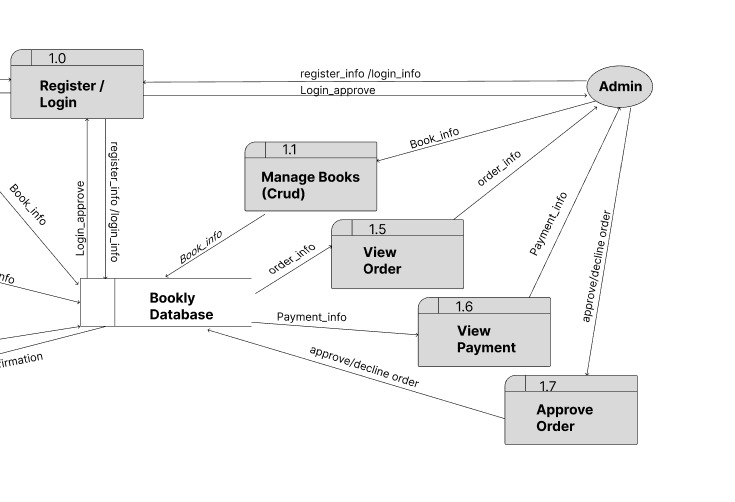 1.0
Register /
Login
register_info /login_info
Login_approve
Admin
Book_info
1.1
Manage Books
(Crud)
order_info
1.5
View
Order
Book_info
Login_approve
register_info /login_info
Book_info
order_info
Payment_info
approve/decline order
nfo
Bookly
Database
Payment_info
1.6
View
Payment
approve/decline order
firmation
1.7
Approve
Order